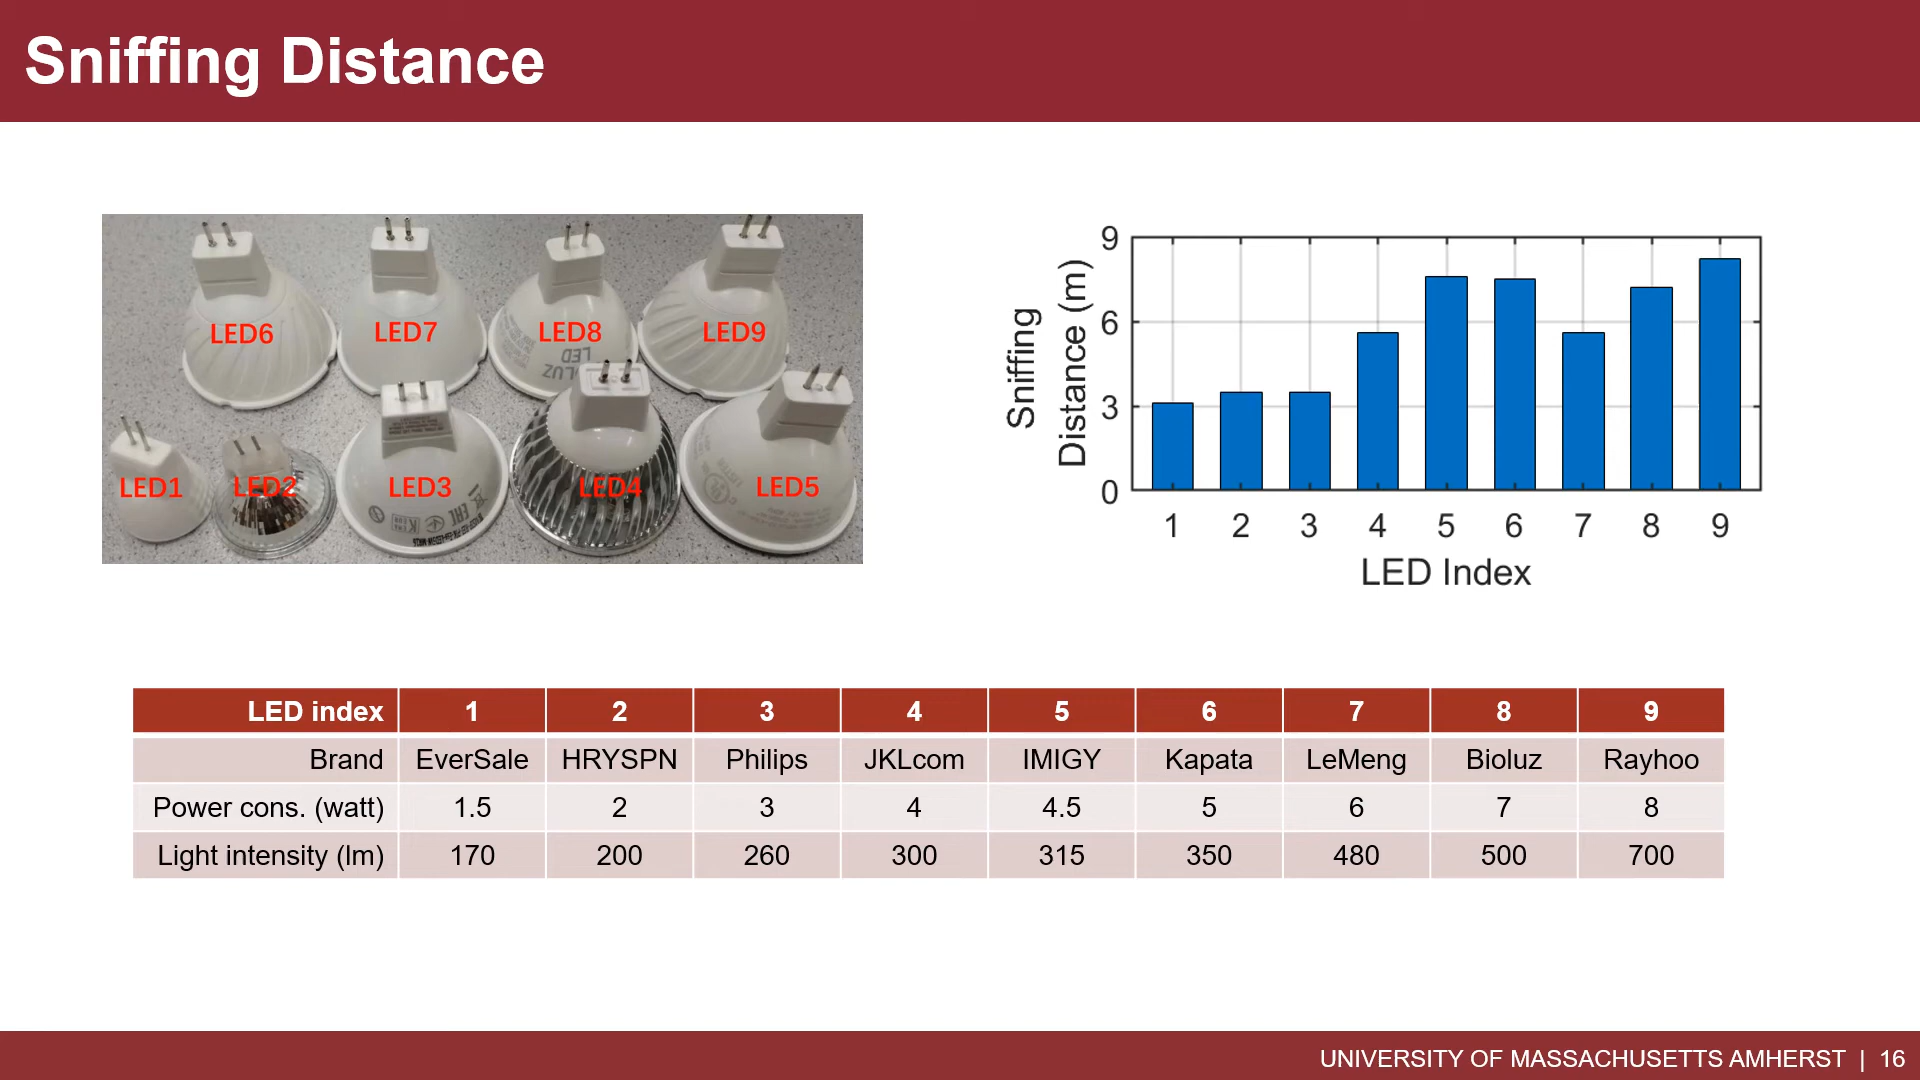 Sniffing Distance
LED6 LED7 LED8 LED9
LED1 LED2 LED3 LED4 LED5
Sniffing
Distance (m)
9
6
3
0
1 2 3 4 5 6 7 8 9
LED Index
LED index 1 2 3 4 5 6 7 8 9
Brand EverSale HRYSPN Philips JKLcom IMIGY Kapata LeMeng Bioluz Rayhoo
Power cons. (watt) 1.5 2 3 4 4.5 5 6 7 8
Light intensity (lm) 170 200 260 300 315 350 480 500 700
UNIVERSITY OF MASSACHUSETTS AMHERST | 16